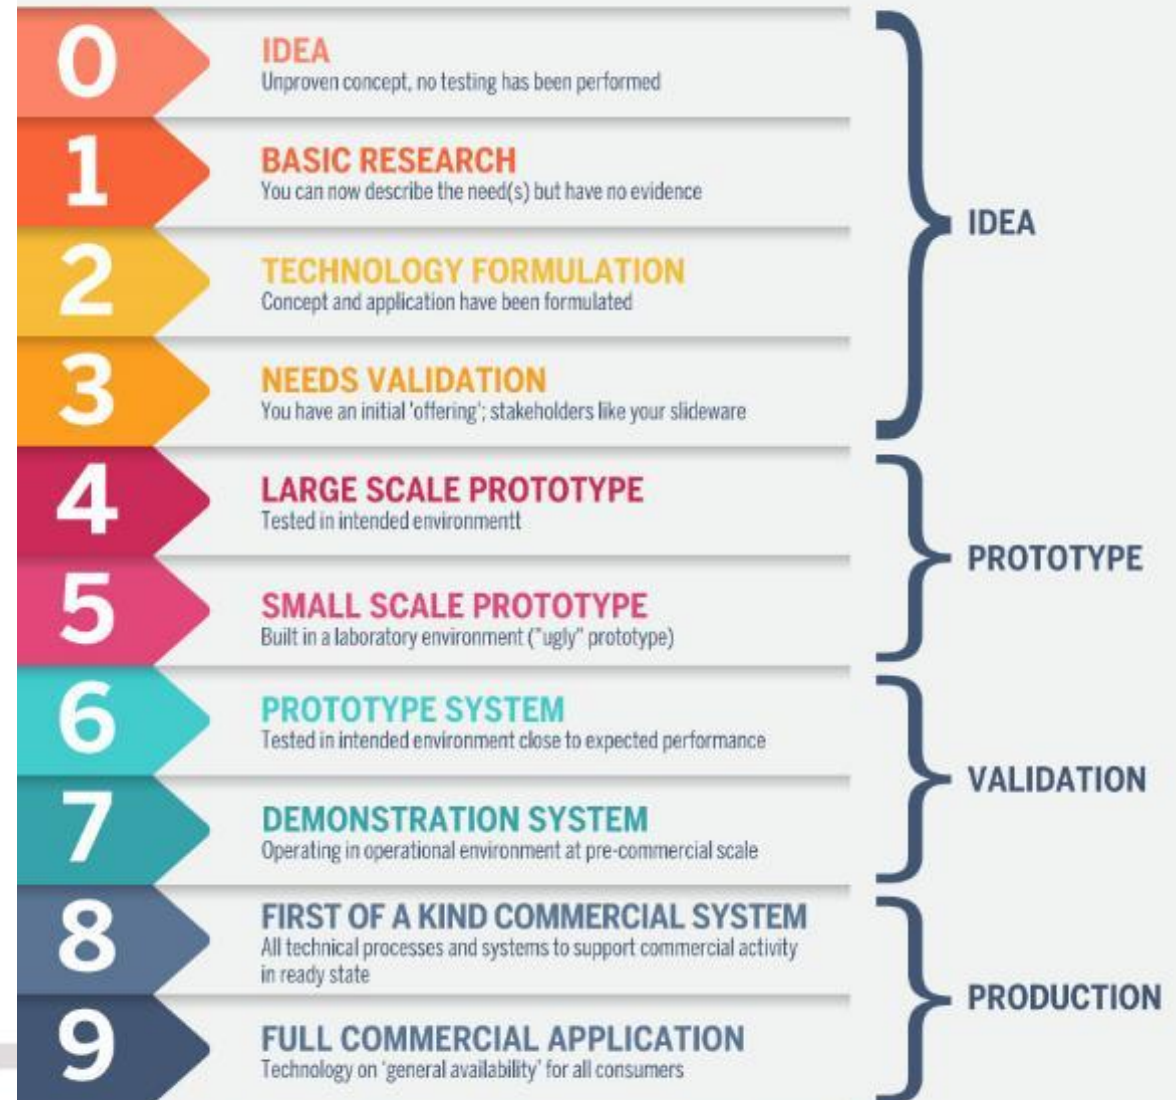 0
IDEA
Unproven concept, no testing has been performed
1
BASIC RESEARCH
You can now describe the need(s) but have no evidence
IDEA
2
TECHNOLOGY FORMULATION
Concept and application have been formulated
3
NEEDS VALIDATION
You have an initial 'offering'; stakeholders like your slideware
4
LARGE SCALE PROTOTYPE
Tested in intended environmentt
PROTOTYPE
5
SMALL SCALE PROTOTYPE
Built in a laboratory environment ("ugly" prototype)
6
PROTOTYPE SYSTEM
Tested in intended environment close to expected performance
VALIDATION
7
DEMONSTRATION SYSTEM
Operating in operational environment at pre-commercial scale
8
FIRST OF A KIND COMMERCIAL SYSTEM
All technical processes and systems to support commercial activity
in ready state
PRODUCTION
9
FULL COMMERCIAL APPLICATION
Technology on 'general availability' for all consumers